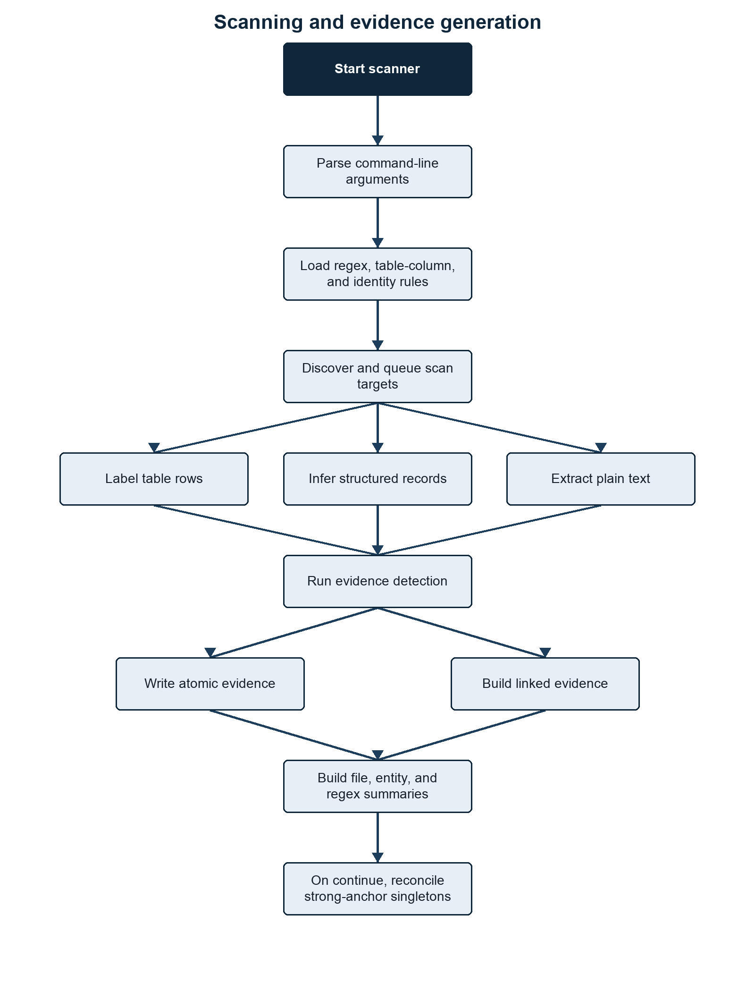 Scanning and evidence generation
Start scanner
Parse command-line
arguments
Load regex, table-column,
and identity rules
Discover and queue scan
targets
Label table rows
Infer structured records
Extract plain text
Run evidence detection
Write atomic evidence
Build linked evidence
Build file, entity, and
regex summaries
On continue, reconcile
strong-anchor singletons